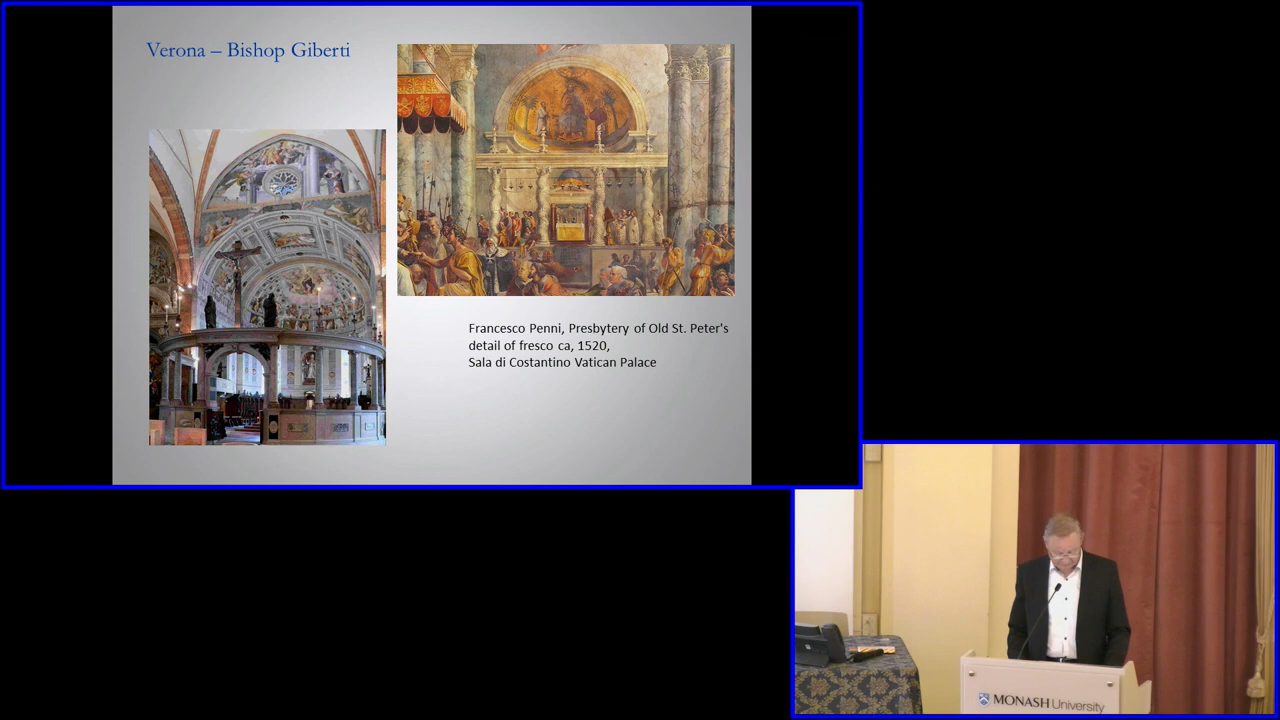 Verona – Bishop Giberti
Francesco Penni, Presbytery of Old St. Peter's
detail of fresco ca, 1520,
Sala di Costantino Vatican Palace
MONASH University